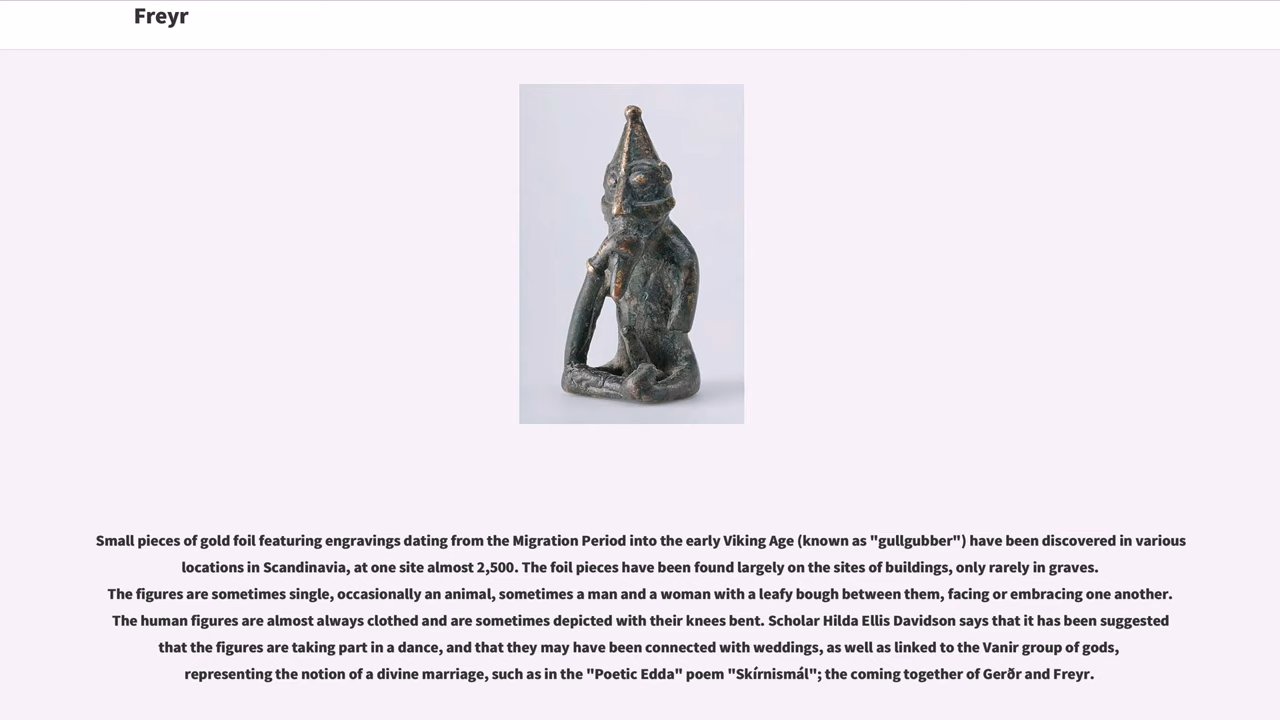 Freyr
Small pieces of gold foil featuring engravings dating from the Migration Period into the early Viking Age (known as "gullgubber") have been discovered in various
locations in Scandinavia, at one site almost 2,500. The foil pieces have been found largely on the sites of buildings, only rarely in graves.
The figures are sometimes single, occasionally an animal, sometimes a man and a woman with a leafy bough between them, facing or embracing one another.
The human figures are almost always clothed and are sometimes depicted with their knees bent. Scholar Hilda Ellis Davidson says that it has been suggested
that the figures are taking part in a dance, and that they may have been connected with weddings, as well as linked to the Vanir group of gods,
representing the notion of a divine marriage, such as in the "Poetic Edda" poem "Skírnismál"; the coming together of Gerðr and Freyr.